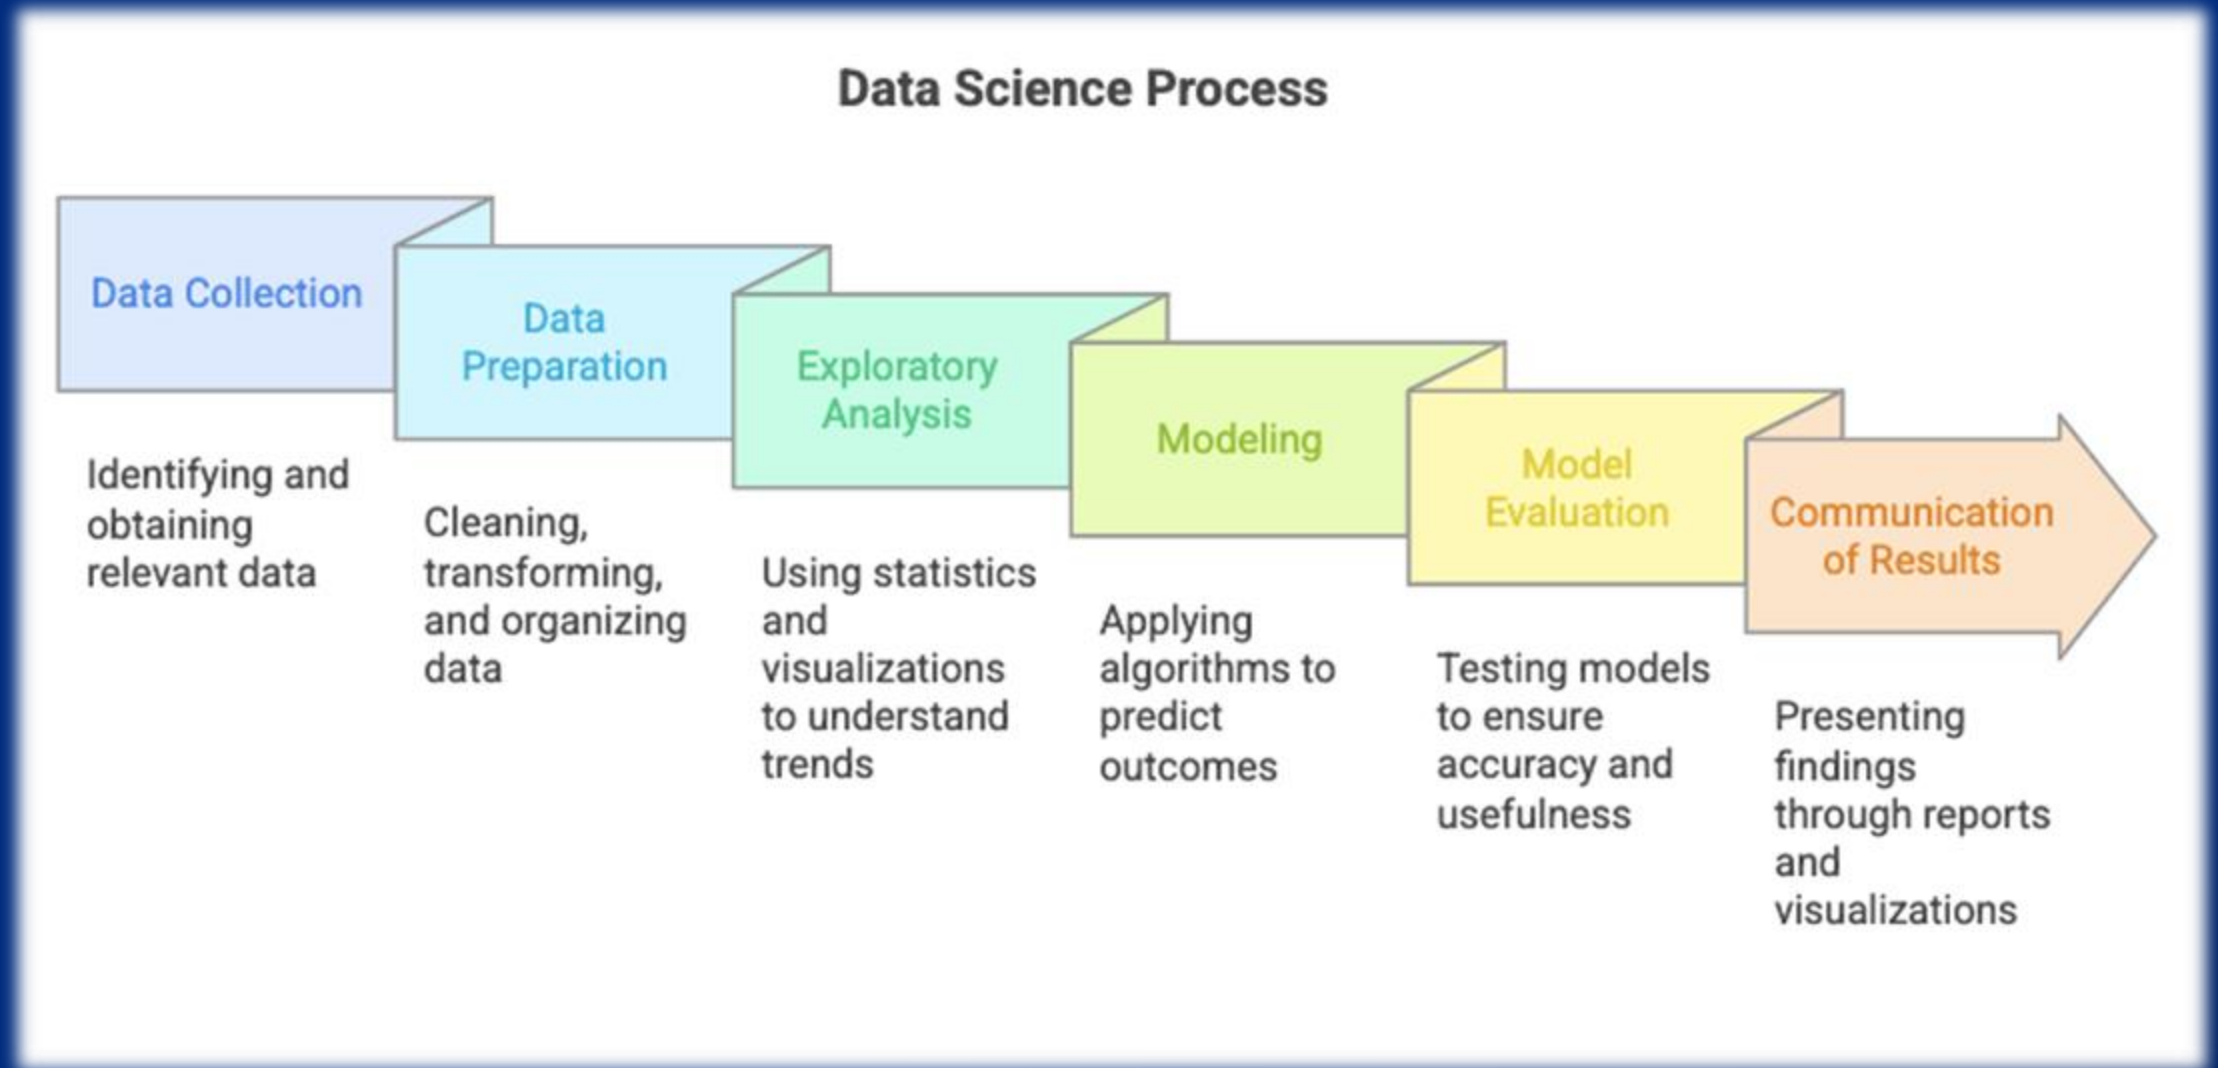 Data Science Process
Data Collection
Identifying and
obtaining
relevant data
Data
Preparation
Cleaning,
transforming,
and organizing
data
Exploratory
Analysis
Using statistics
and
visualizations
to understand
trends
Modeling
Applying
algorithms to
predict
outcomes
Model
Evaluation
Testing models
to ensure
accuracy and
usefulness
Communication
of Results
Presenting
findings
through reports
and
visualizations